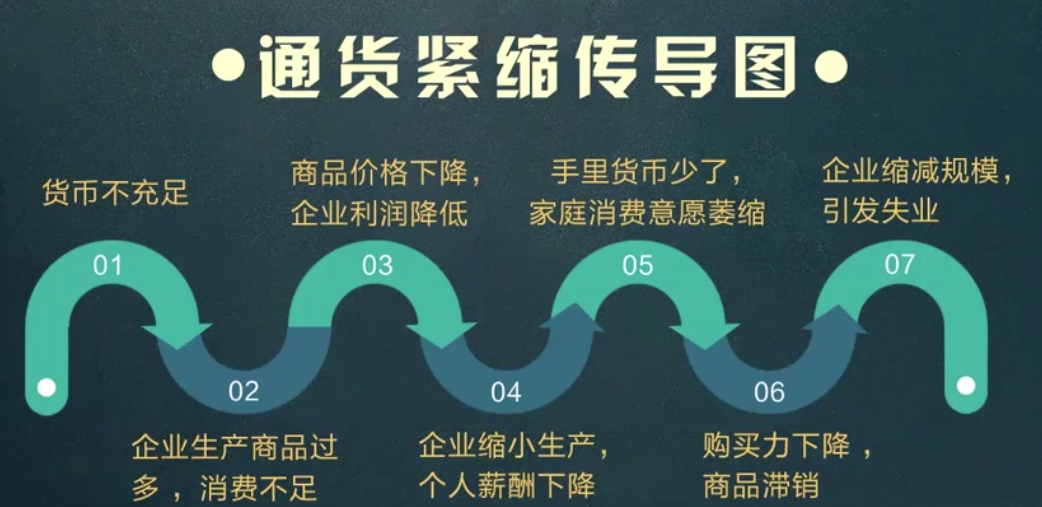 •通货紧缩传导图•
01
货币不充足
02
企业生产商品过
多，消费不足
03
商品价格下降，
企业利润降低
04
企业缩小生产，
个人薪酬下降
05
手里货币少了，
家庭消费意愿萎缩
06
购买力下降，
商品滞销
07
企业缩减规模，
引发失业